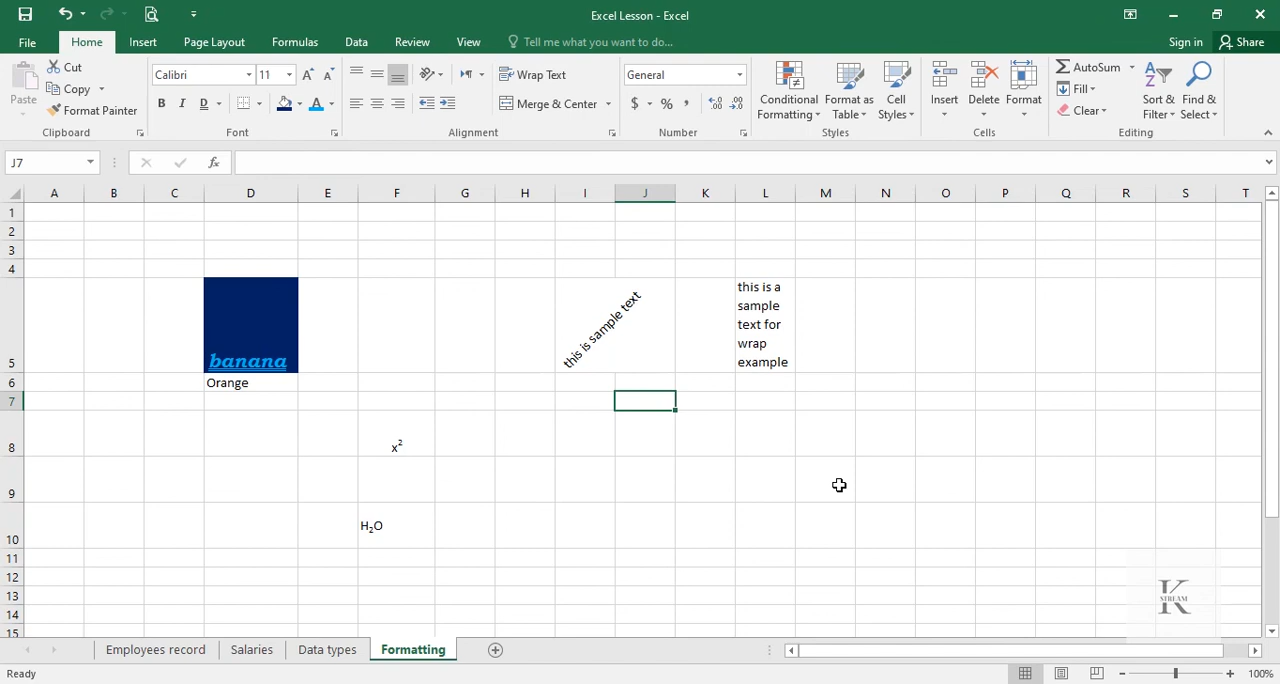 Excel Lesson - Excel
File Home Insert Page Layout Formulas Data Review View Tell me what you want to do... Sign in Share
Paste Cut Copy Format Painter Clipboard
Calibri 11 A A B I D A Font
Wrap Text Merge & Center Alignment
General $ % , Number
Conditional Formatting Format as Table Cell Styles Styles
Insert Delete Format Cells
AutoSum Fill Clear Sort & Filter Find & Select Editing
J7 fx
A B C D E F G H I J K L M N O P Q R S T
1
2
3
4
5 banana this is sample text
this is a
sample
text for
wrap
example
6 Orange
7
8 x²
9
10 H₂O
11
12
13
14
15
K STREAM
Employees record Salaries Data types Formatting
Ready 100%